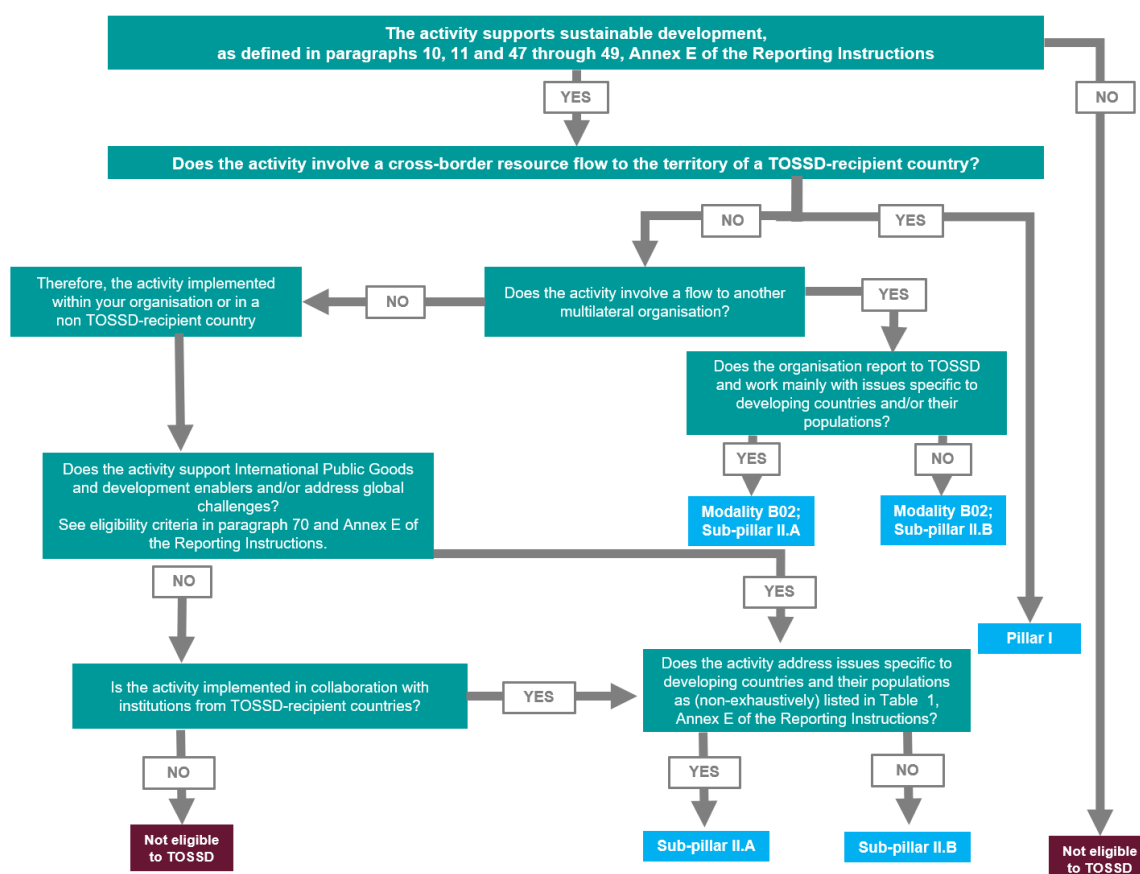 The activity supports sustainable development,
as defined in paragraphs 10, 11 and 47 through 49, Annex E of the Reporting Instructions
YES
NO
Does the activity involve a cross-border resource flow to the territory of a TOSSD-recipient country?
NO
YES
Therefore, the activity implemented
within your organisation or in a
non TOSSD-recipient country
NO
Does the activity involve a flow to another
multilateral organisation?
YES
Does the organisation report to TOSSD
and work mainly with issues specific to
developing countries and/or their
populations?
YES
NO
Modality B02;
Sub-pillar II.A
Modality B02;
Sub-pillar II.B
Does the activity support International Public Goods
and development enablers and/or address global
challenges?
See eligibility criteria in paragraph 70 and Annex E of
the Reporting Instructions.
NO
YES
Pillar I
Is the activity implemented in collaboration with
institutions from TOSSD-recipient countries?
YES
Does the activity address issues specific to
developing countries and their populations
as (non-exhaustively) listed in Table 1,
Annex E of the Reporting Instructions?
NO
YES
NO
Not eligible
to TOSSD
Sub-pillar II.A
Sub-pillar II.B
Not eligible
to TOSSD